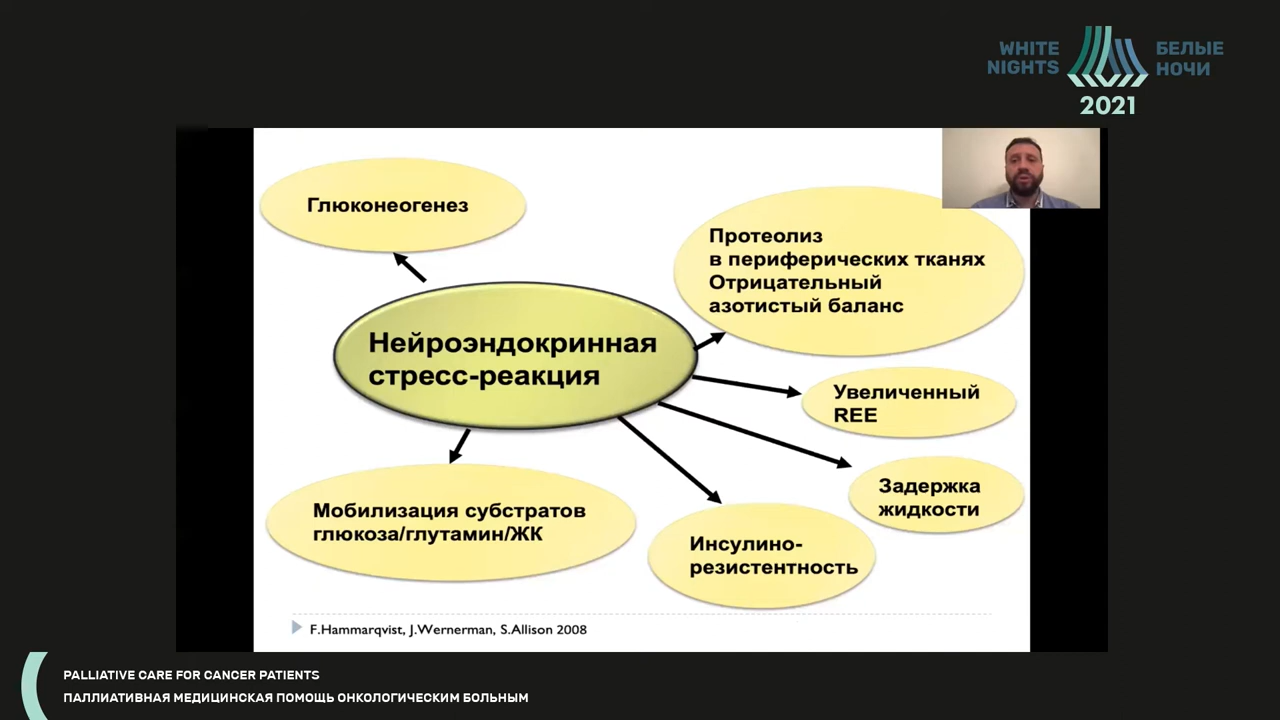 WHITE
NIGHTS
БЕЛЫЕ
НОЧИ
2021
Глюконеогенез
Протеолиз
в периферических тканях
Отрицательный
азотистый баланс
Нейроэндокринная
стресс-реакция
Увеличенный
REE
Задержка
жидкости
Мобилизация субстратов
глюкоза/глутамин/ЖК
Инсулино-
резистентность
F.Hammarqvist, J.Wernerman, S.Allison 2008
PALLIATIVE CARE FOR CANCER PATIENTS
ПАЛЛИАТИВНАЯ МЕДИЦИНСКАЯ ПОМОЩЬ ОНКОЛОГИЧЕСКИМ БОЛЬНЫМ